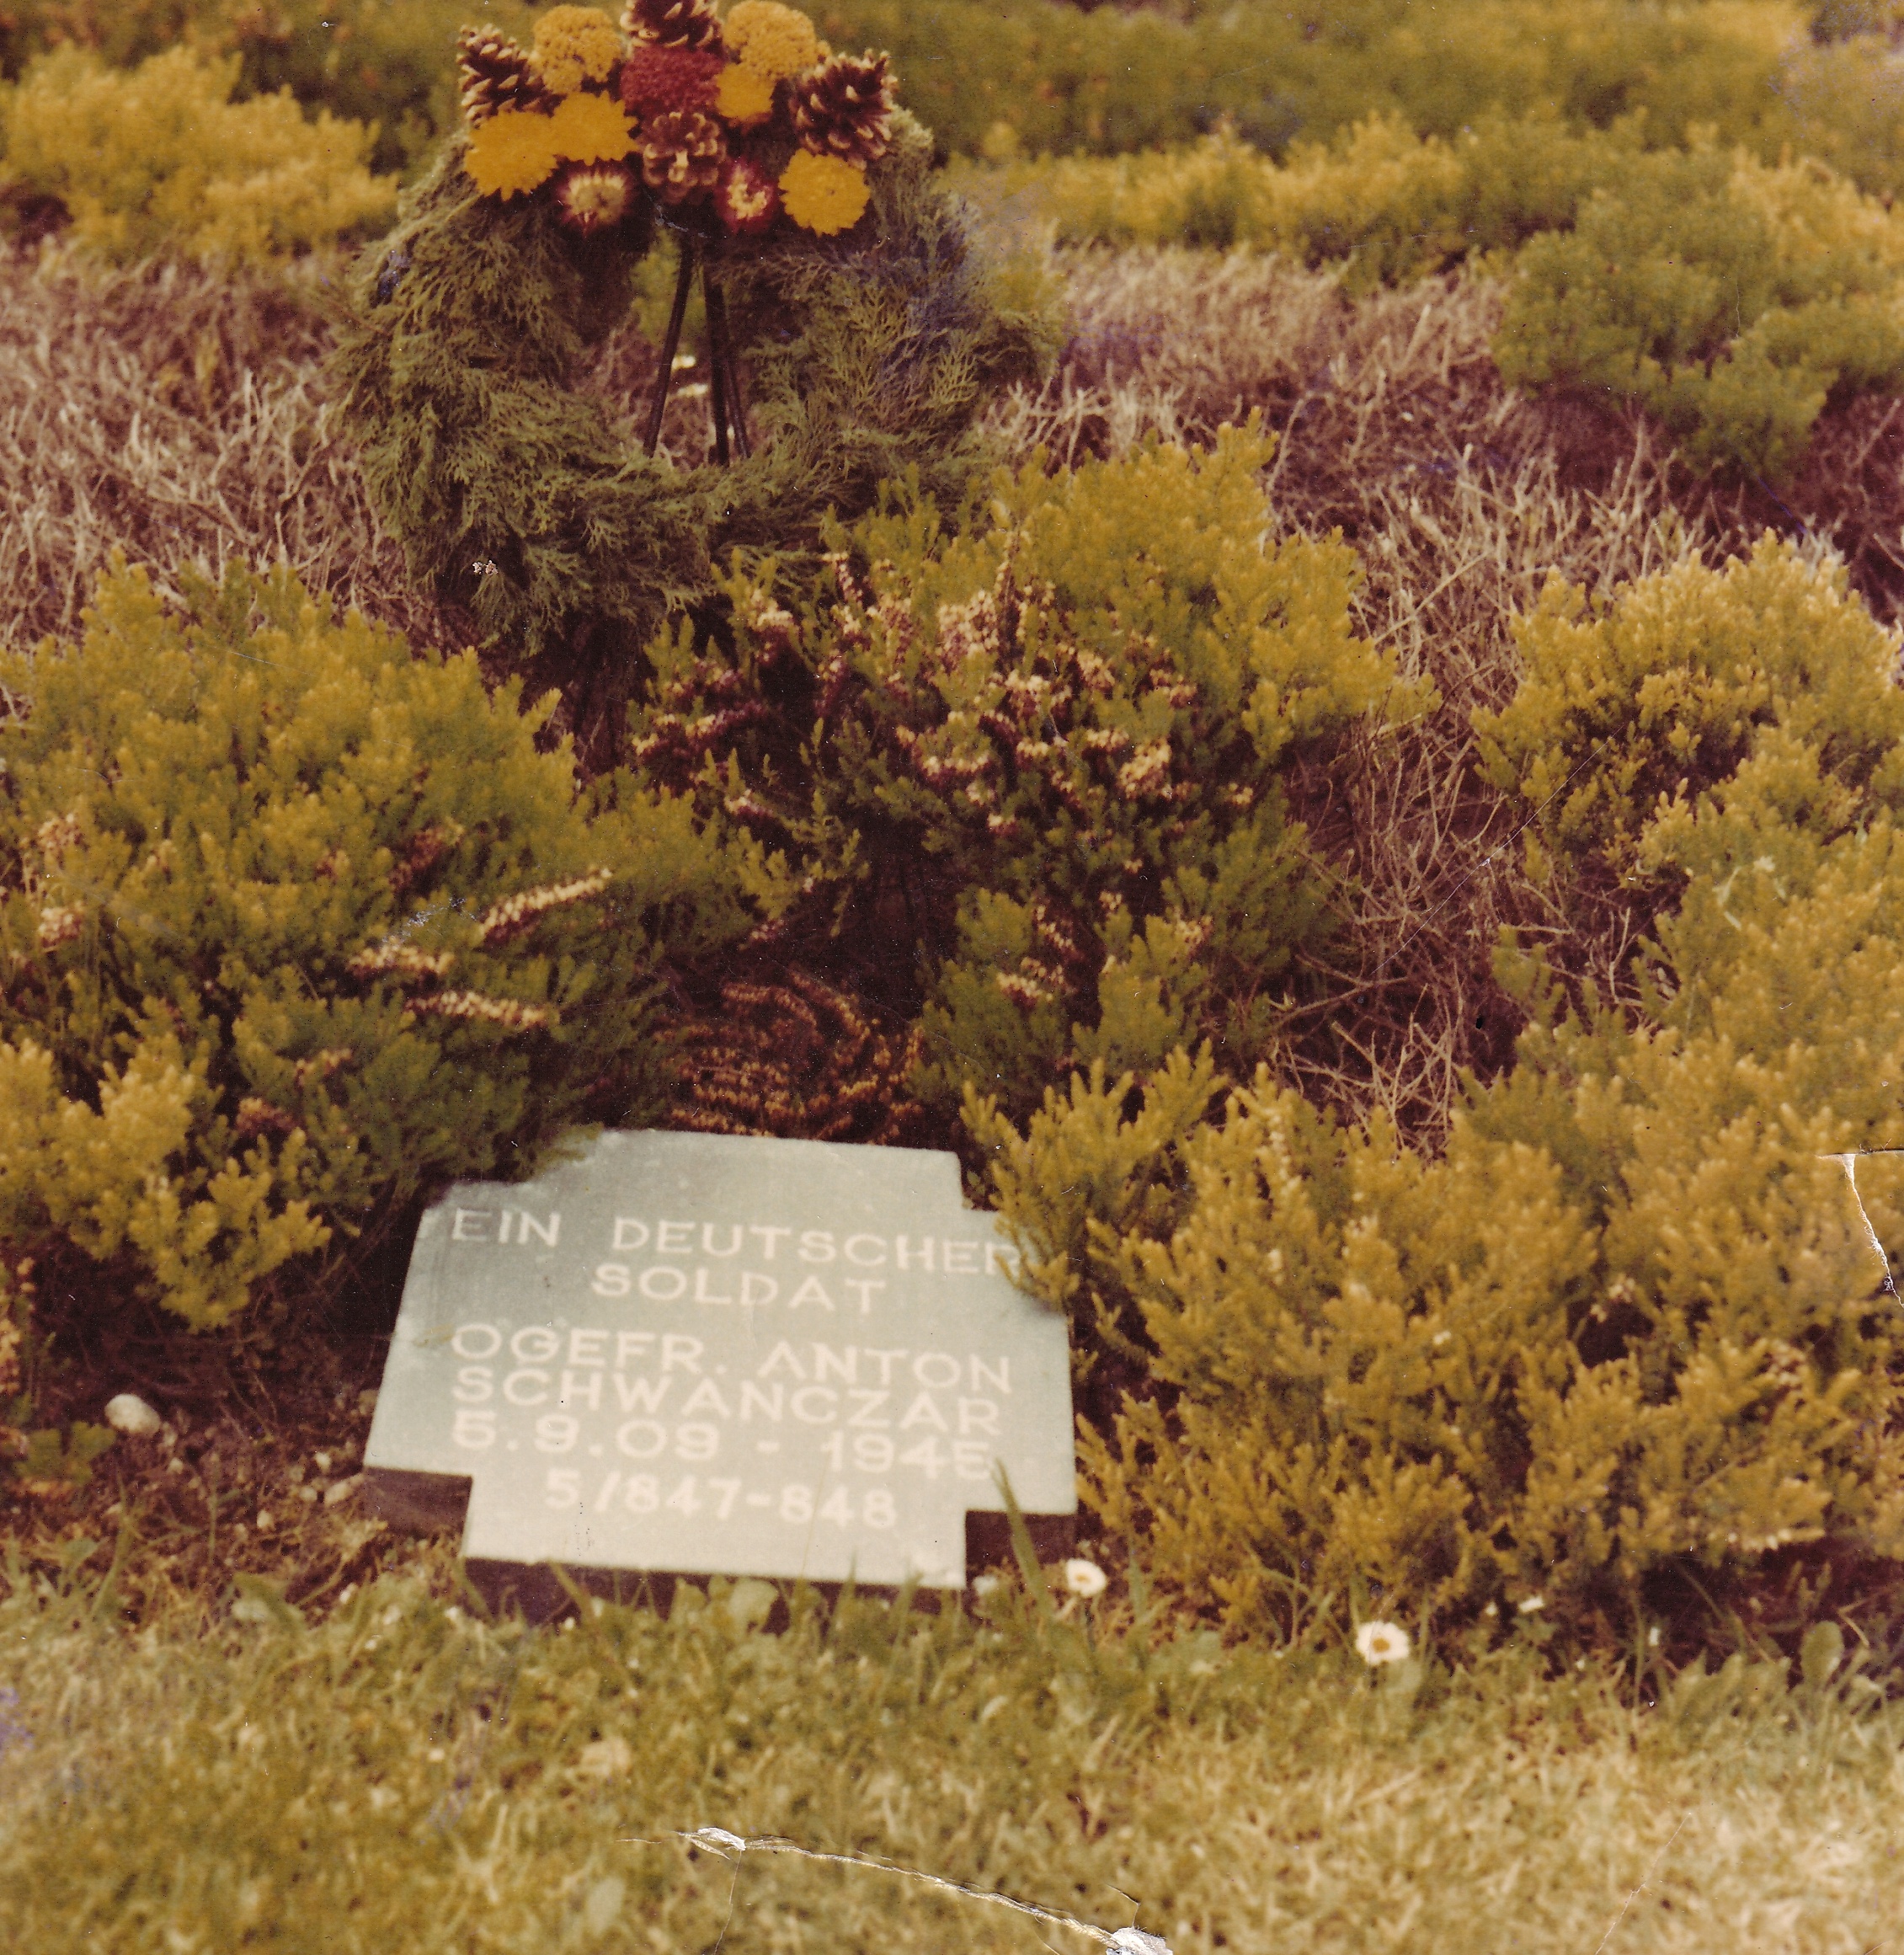 EIN DEUTSCHER
SOLDAT
OGEFR. ANTON
SCHWANCZAR
5.9.09 - 1945
5/847-848